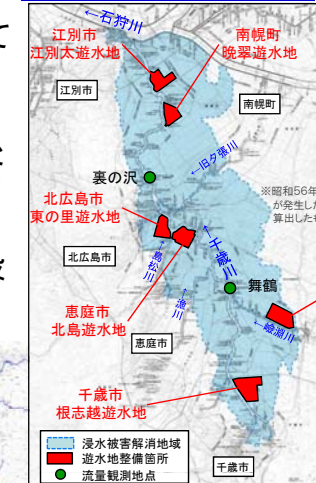 ←石狩川
江別市
江別太遊水地
南幌町
晩翠遊水地
江別市
南幌町
←旧夕張川
裏の沢
※昭和56年
が発生した
算出したも
北広島市
東の里遊水地
北広島市
←島松川
←千歳川
舞鶴
←漁川
恵庭市
北島遊水地
←嶮淵川
恵庭市
千歳市
根志越遊水地
浸水被害解消地域
遊水地整備箇所
流量観測地点
千歳市